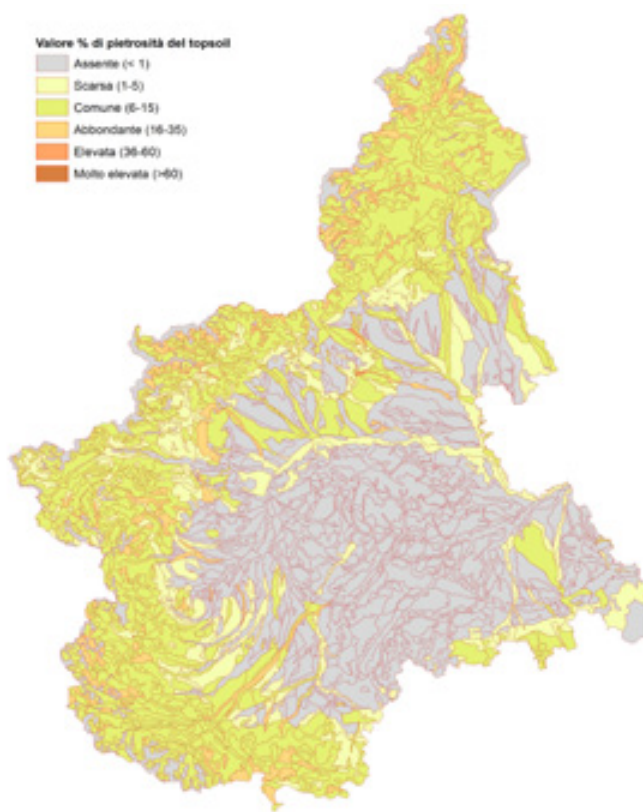 Valore % di pietrosità del topsoil
Assente (< 1)
Scarsa (1-5)
Comune (6-15)
Abbondante (16-35)
Elevata (36-60)
Molto elevata (>60)